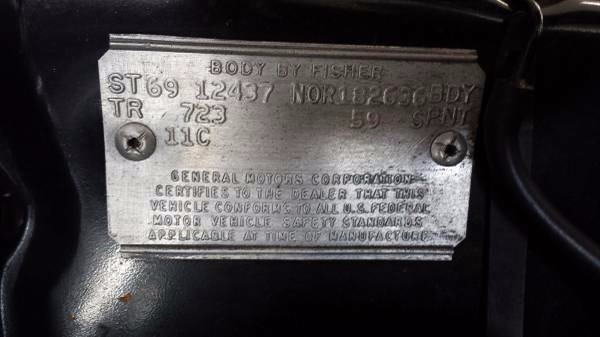 BODY BY FISHER
ST69 12437 NOR182636BDY
TR 723 59 SPNT
11C
GENERAL MOTORS CORPORATION
CERTIFIES TO THE DEALER THAT THIS
VEHICLE CONFORMS TO ALL U.S. FEDERAL
MOTOR VEHICLE SAFETY STANDARDS
APPLICABLE AT TIME OF MANUFACTURE.